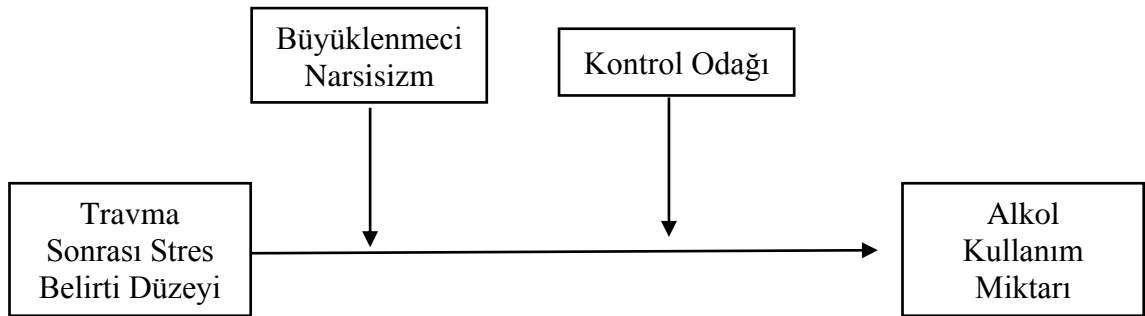 Büyüklenmeci
Narsisizm
Kontrol Odağı
Travma
Sonrası Stres
Belirti Düzeyi
Alkol
Kullanım
Miktarı